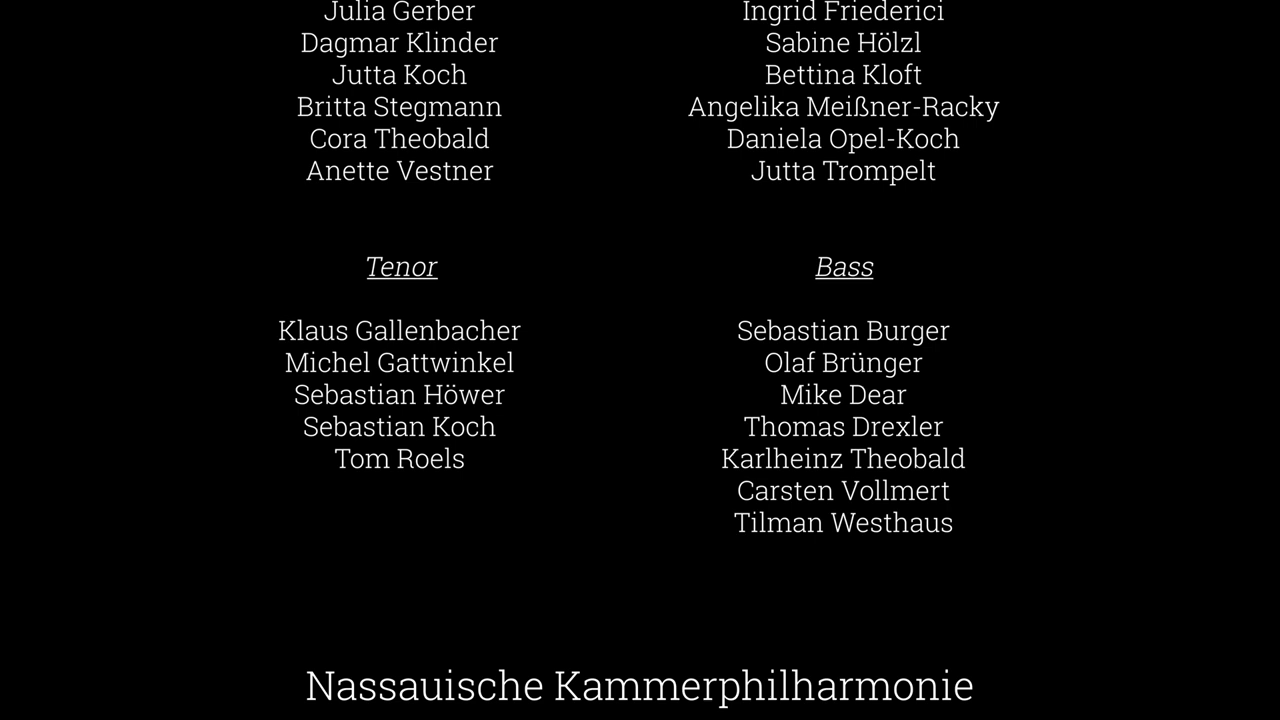 Julia Gerber
Dagmar Klinder
Jutta Koch
Britta Stegmann
Cora Theobald
Anette Vestner
Ingrid Friederici
Sabine Hölzl
Bettina Kloft
Angelika Meißner-Racky
Daniela Opel-Koch
Jutta Trompelt
Tenor
Klaus Gallenbacher
Michel Gattwinkel
Sebastian Höwer
Sebastian Koch
Tom Roels
Bass
Sebastian Burger
Olaf Brünger
Mike Dear
Thomas Drexler
Karlheinz Theobald
Carsten Vollmert
Tilman Westhaus
Nassauische Kammerphilharmonie